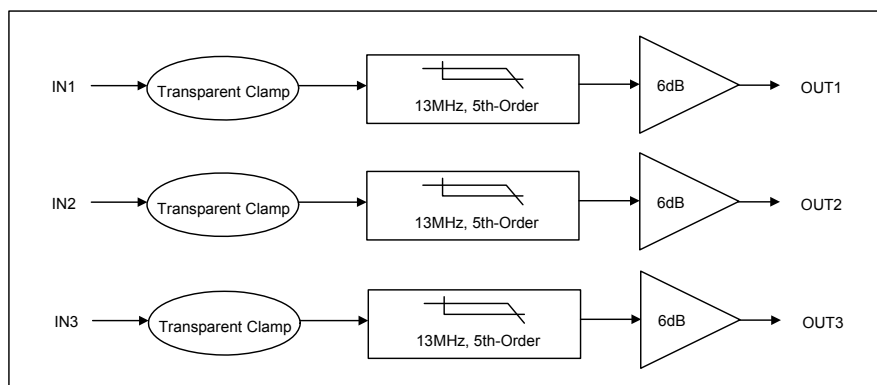 IN1
Transparent Clamp
13MHz, 5th-Order
6dB
OUT1
IN2
Transparent Clamp
13MHz, 5th-Order
6dB
OUT2
IN3
Transparent Clamp
13MHz, 5th-Order
6dB
OUT3